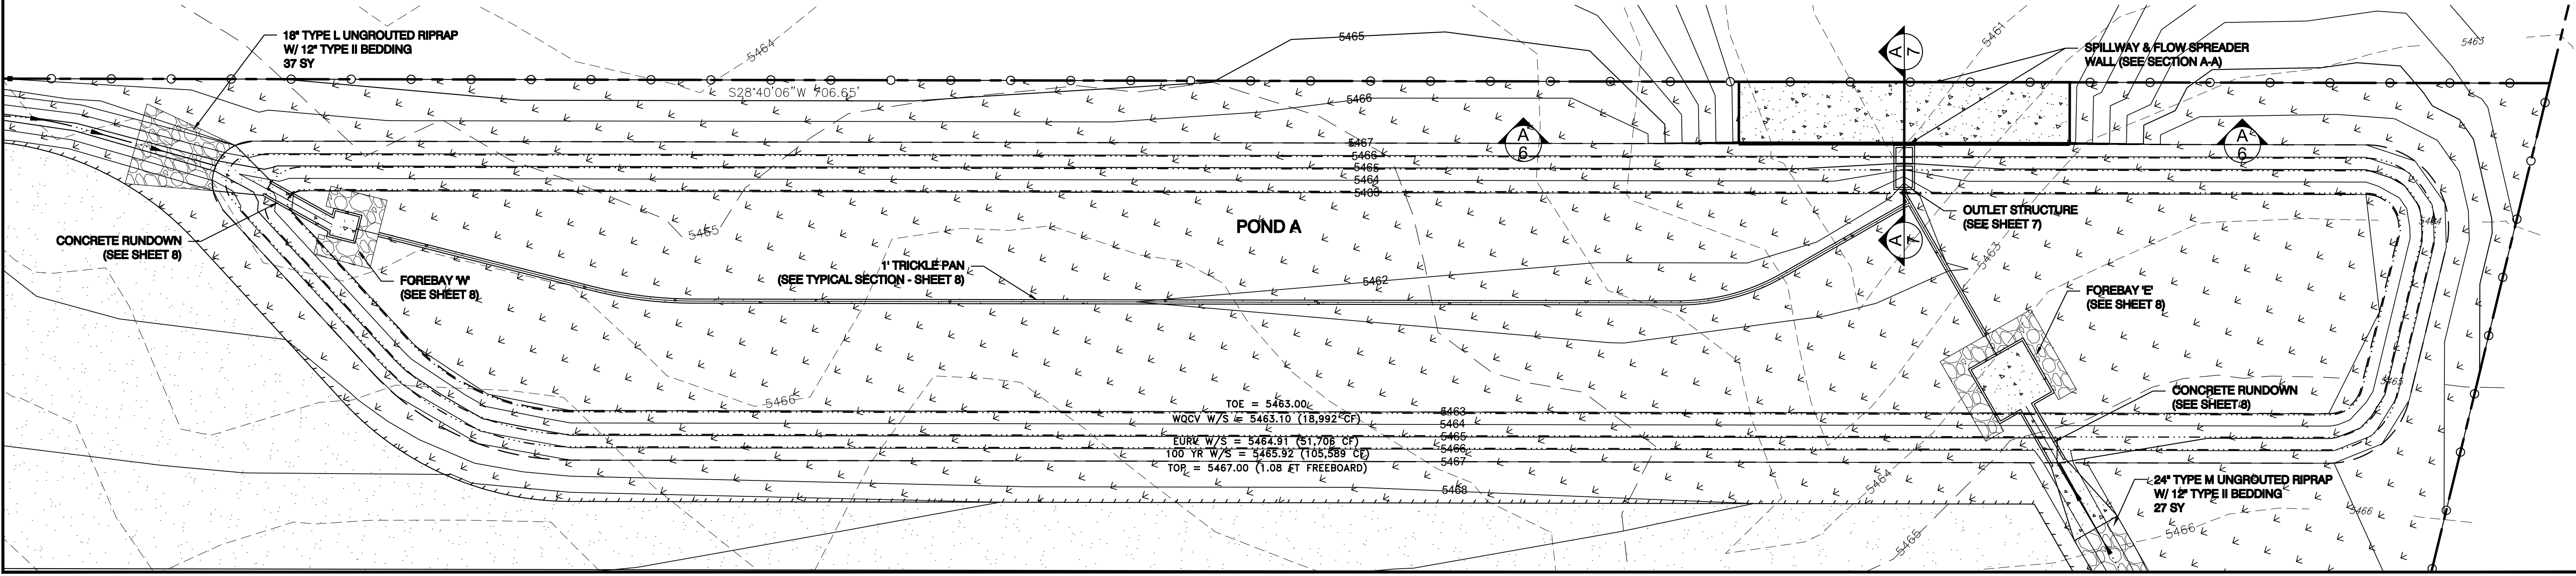 18" TYPE L UNGROUTED RIPRAP
W/ 12" TYPE II BEDDING
37 SY
5464
5465
5461
A
7
SPILLWAY & FLOW SPREADER
WALL (SEE SECTION A-A)
5463
S28°40'06"W 706.65'
5466
5467
5466
5465
5464
5463
A
6
A
6
CONCRETE RUNDOWN
(SEE SHEET 8)
FOREBAY 'W'
(SEE SHEET 8)
5465
POND A
1' TRICKLE PAN
(SEE TYPICAL SECTION - SHEET 8)
5462
A
7
OUTLET STRUCTURE
(SEE SHEET 7)
5463
5464
FOREBAY 'E'
(SEE SHEET 8)
5465
CONCRETE RUNDOWN
(SEE SHEET 8)
5466
TOE = 5463.00
WQCV W/S = 5463.10 (18,992 CF)
EURV W/S = 5464.91 (51,706 CF)
100 YR W/S = 5465.92 (105,589 CF)
TOP = 5467.00 (1.08 FT FREEBOARD)
5463
5464
5465
5466
5467
5468
5464
5465
24" TYPE M UNGROUTED RIPRAP
W/ 12" TYPE II BEDDING
27 SY
5466
5466